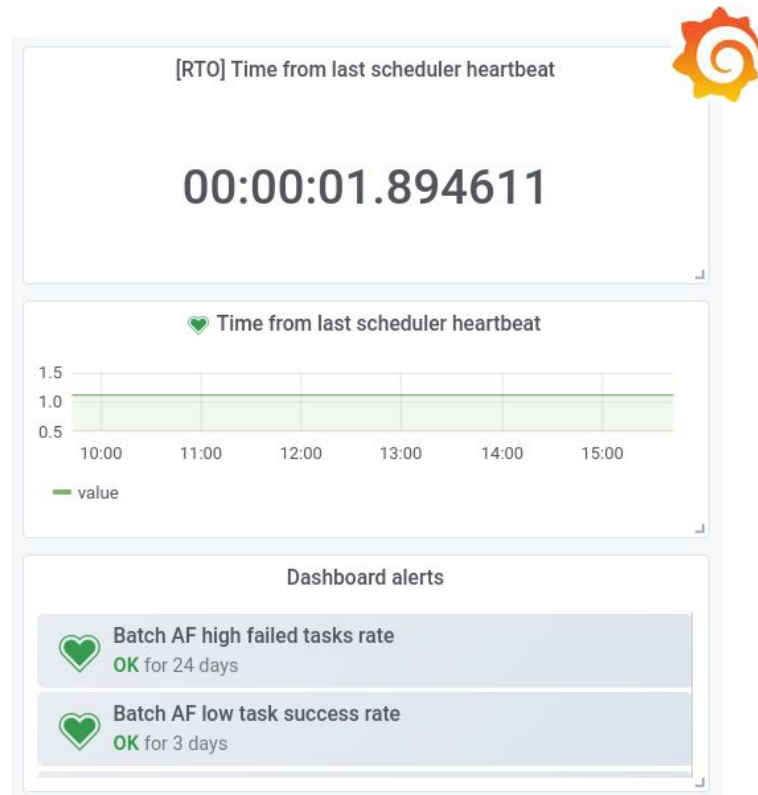 [RTO] Time from last scheduler heartbeat
00:00:01.894611
Time from last scheduler heartbeat
1.5
1.0
0.5
10:00 11:00 12:00 13:00 14:00 15:00
value
Dashboard alerts
Batch AF high failed tasks rate
OK for 24 days
Batch AF low task success rate
OK for 3 days